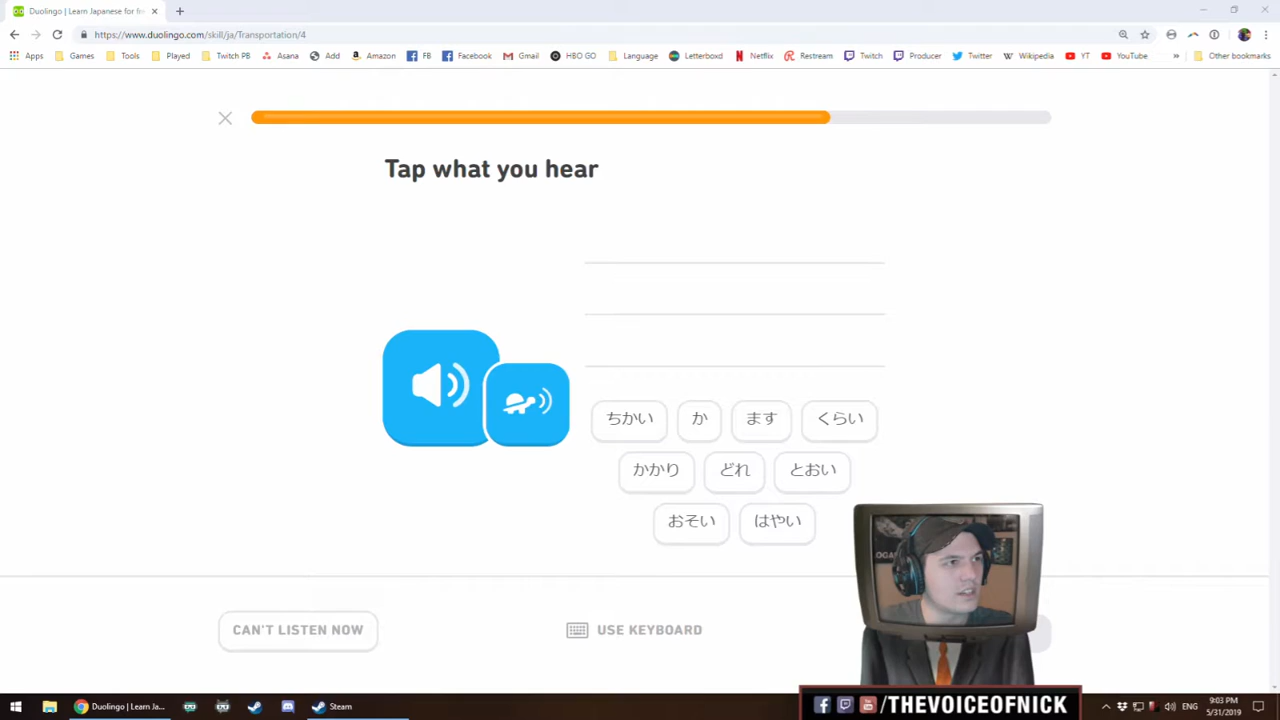 Duolingo | Learn Japanese for fr
https://www.duolingo.com/skill/ja/Transportation/4
Apps Games Tools Played Twitch PB Asana Add Amazon FB Facebook Gmail HBO GO Language Letterboxd Netflix Restream Twitch Producer Twitter Wikipedia YT YouTube » Other bookmarks
Tap what you hear
ちかい か ます くらい
かかり どれ とおい
おそい はやい
CAN'T LISTEN NOW USE KEYBOARD
/THEVOICEOFNICK
Duolingo | Learn Ja... Steam
ENG
9:03 PM
5/31/2019